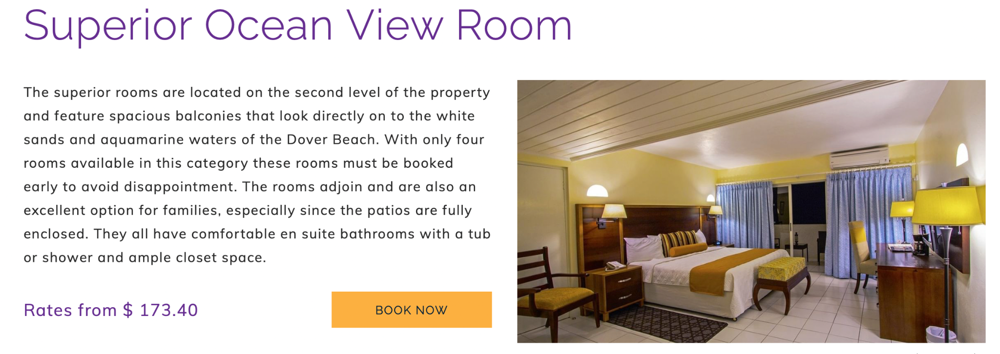 Superior Ocean View Room
The superior rooms are located on the second level of the property
and feature spacious balconies that look directly on to the white
sands and aquamarine waters of the Dover Beach. With only four
rooms available in this category these rooms must be booked
early to avoid disappointment. The rooms adjoin and are also an
excellent option for families, especially since the patios are fully
enclosed. They all have comfortable en suite bathrooms with a tub
or shower and ample closet space.
Rates from $ 173.40
BOOK NOW